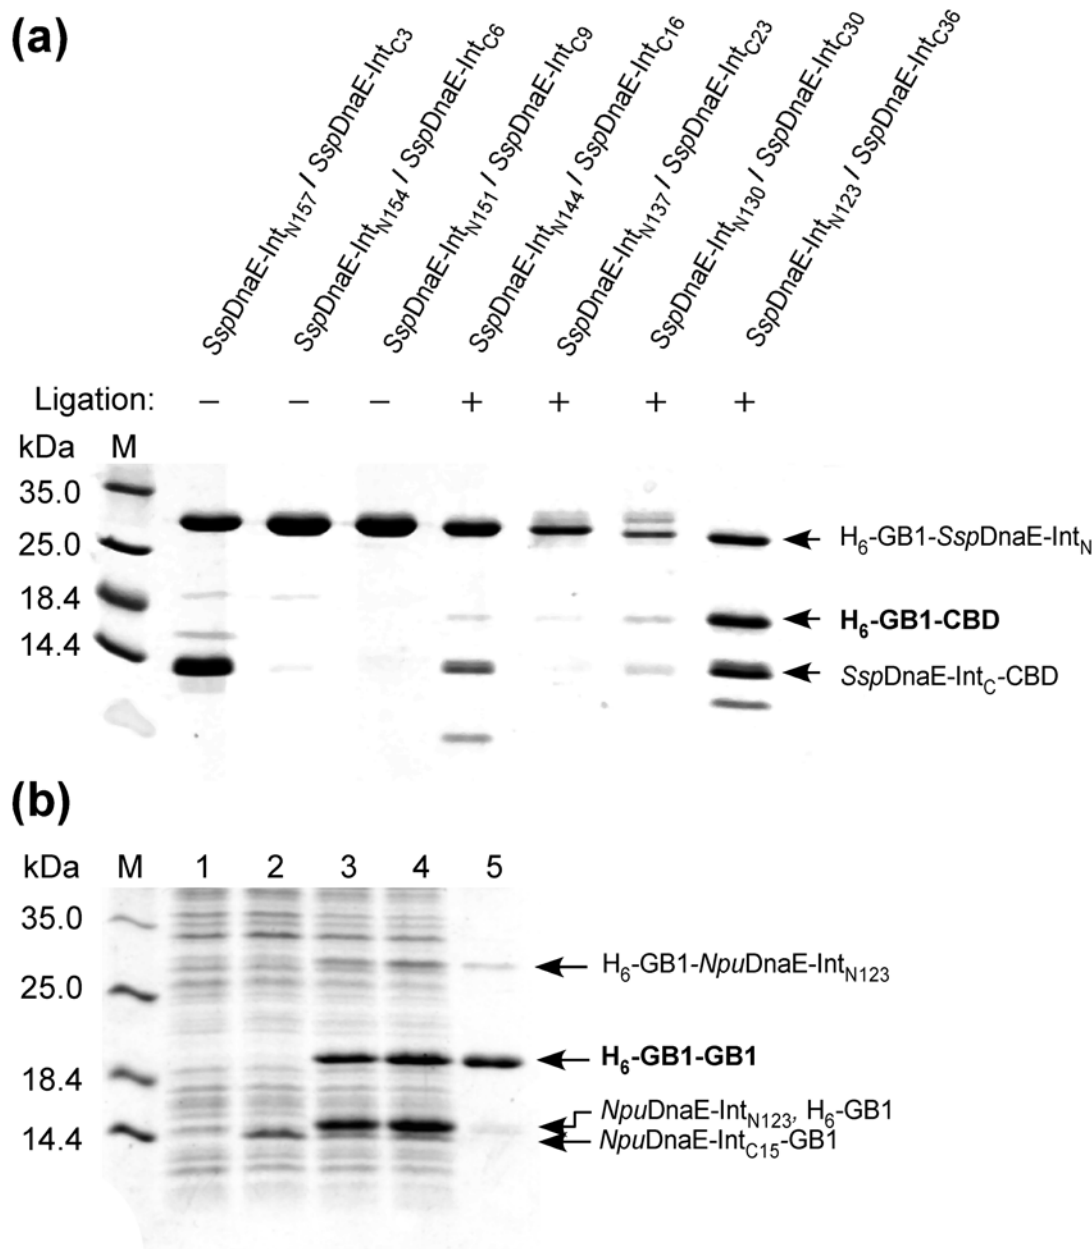 (a)
SspDnaE-IntN157 / SspDnaE-IntC3
SspDnaE-IntN154 / SspDnaE-IntC6
SspDnaE-IntN151 / SspDnaE-IntC9
SspDnaE-IntN144 / SspDnaE-IntC16
SspDnaE-IntN137 / SspDnaE-IntC23
SspDnaE-IntN130 / SspDnaE-IntC30
SspDnaE-IntN123 / SspDnaE-IntC36
Ligation: – – – + + + +
kDa M
35.0
25.0
18.4
14.4
H6-GB1-SspDnaE-IntN
H6-GB1-CBD
SspDnaE-IntC-CBD
(b)
kDa M 1 2 3 4 5
35.0
25.0
18.4
14.4
H6-GB1-NpuDnaE-IntN123
H6-GB1-GB1
NpuDnaE-IntN123, H6-GB1
NpuDnaE-IntC15-GB1